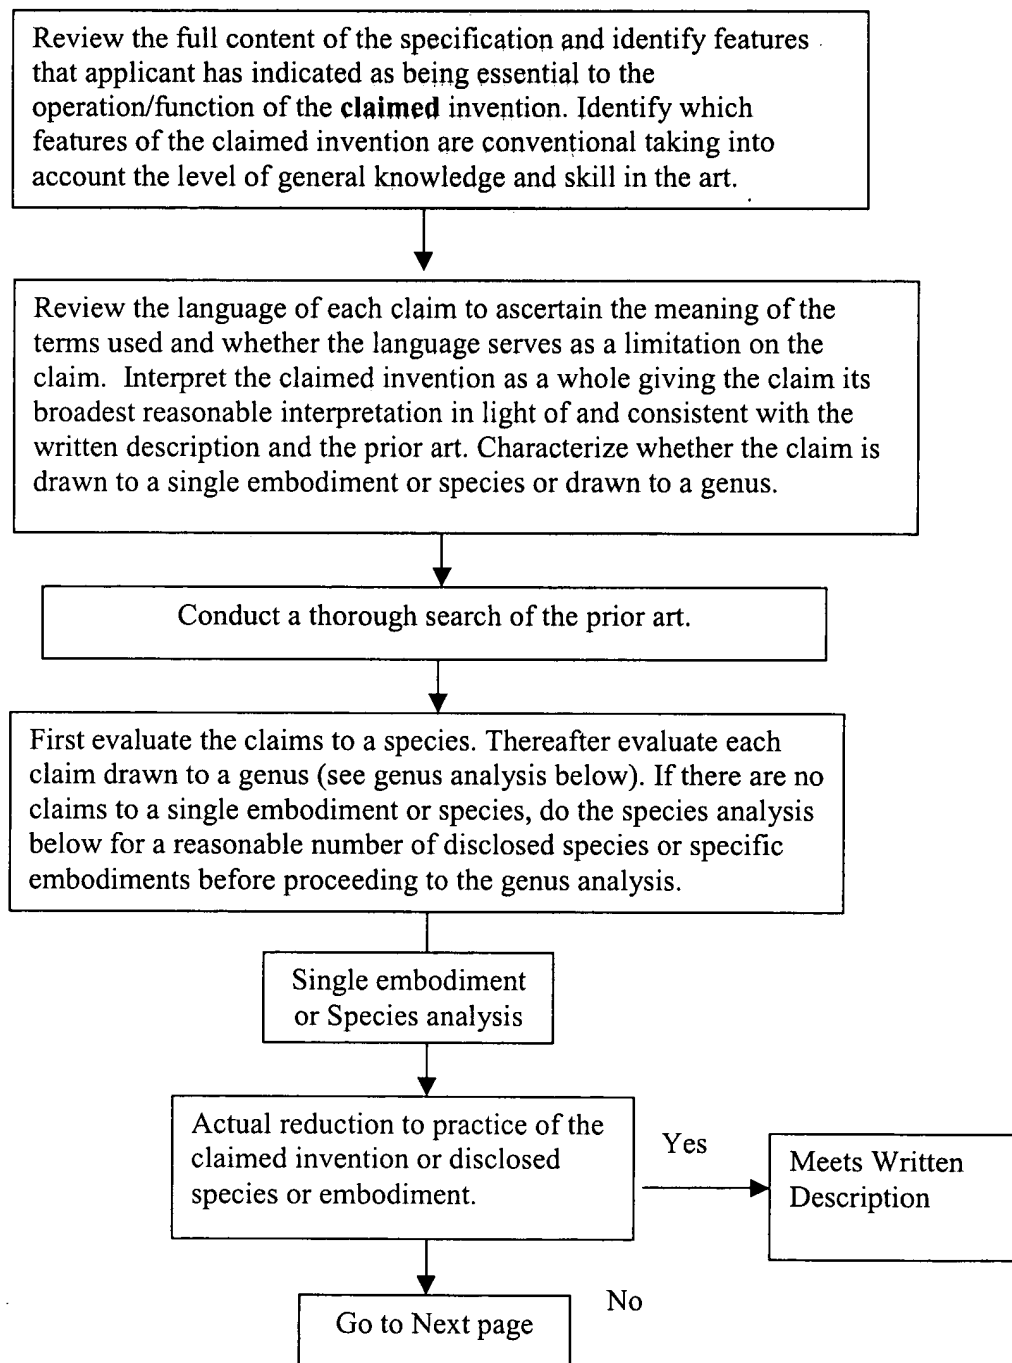 Review the full content of the specification and identify features
that applicant has indicated as being essential to the
operation/function of the claimed invention. Identify which
features of the claimed invention are conventional taking into
account the level of general knowledge and skill in the art.
Review the language of each claim to ascertain the meaning of the
terms used and whether the language serves as a limitation on the
claim. Interpret the claimed invention as a whole giving the claim its
broadest reasonable interpretation in light of and consistent with the
written description and the prior art. Characterize whether the claim is
drawn to a single embodiment or species or drawn to a genus.
Conduct a thorough search of the prior art.
First evaluate the claims to a species. Thereafter evaluate each
claim drawn to a genus (see genus analysis below). If there are no
claims to a single embodiment or species, do the species analysis
below for a reasonable number of disclosed species or specific
embodiments before proceeding to the genus analysis.
Single embodiment
or Species analysis
Actual reduction to practice of the
claimed invention or disclosed
species or embodiment.
Yes
Meets Written
Description
No
Go to Next page